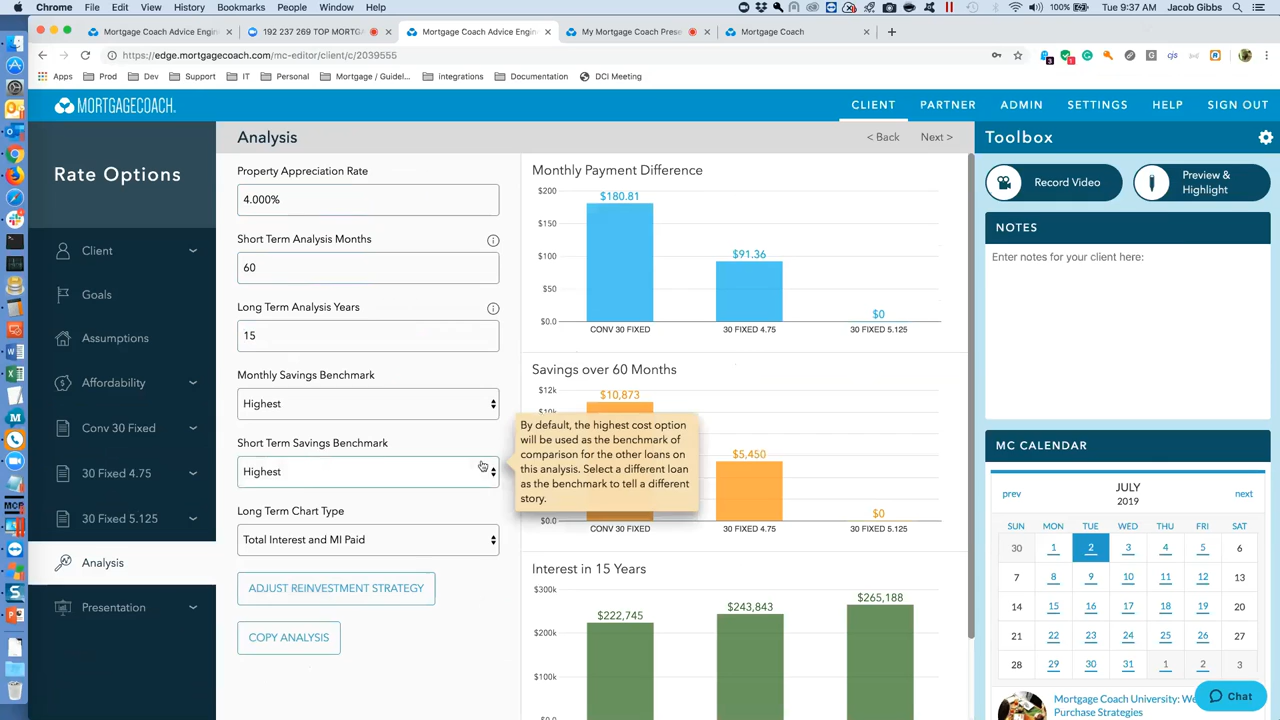 Chrome File Edit View History Bookmarks People Window Help
100% Tue 9:37 AM Jacob Gibbs
Mortgage Coach Advice Engin
192 237 269 TOP MORTG
Mortgage Coach Advice Engin
My Mortgage Coach Prese
Mortgage Coach
https://edge.mortgagecoach.com/mc-editor/client/c/2039555
Apps Prod Dev Support IT Personal Mortgage / Guidel... integrations Documentation DCI Meeting
MORTGAGECOACH.
CLIENT PARTNER ADMIN SETTINGS HELP SIGN OUT
Rate Options
Client
Goals
Assumptions
Affordability
Conv 30 Fixed
30 Fixed 4.75
30 Fixed 5.125
Analysis
Presentation
Analysis
< Back Next >
Property Appreciation Rate
4.000%
Short Term Analysis Months
60
Long Term Analysis Years
15
Monthly Savings Benchmark
Highest
Short Term Savings Benchmark
Highest
Long Term Chart Type
Total Interest and MI Paid
ADJUST REINVESTMENT STRATEGY
COPY ANALYSIS
Monthly Payment Difference
$200
$150
$100
$50
$0.0
$180.81
$91.36
$0
CONV 30 FIXED 30 FIXED 4.75 30 FIXED 5.125
Savings over 60 Months
$12k
$0.0
$10,873
$5,450
$0
CONV 30 FIXED 30 FIXED 4.75 30 FIXED 5.125
By default, the highest cost option
will be used as the benchmark of
comparison for the other loans on
this analysis. Select a different loan
as the benchmark to tell a different
story.
Interest in 15 Years
$300k
$200k
$100k
$0.0
$222,745
$243,843
$265,188
Toolbox
Record Video
Preview &
Highlight
NOTES
Enter notes for your client here:
MC CALENDAR
prev JULY next
2019
SUN MON TUE WED THU FRI SAT
30 1 2 3 4 5 6
7 8 9 10 11 12 13
14 15 16 17 18 19 20
21 22 23 24 25 26 27
28 29 30 31 1 2 3
Mortgage Coach University: We
Purchase Strategies
Chat